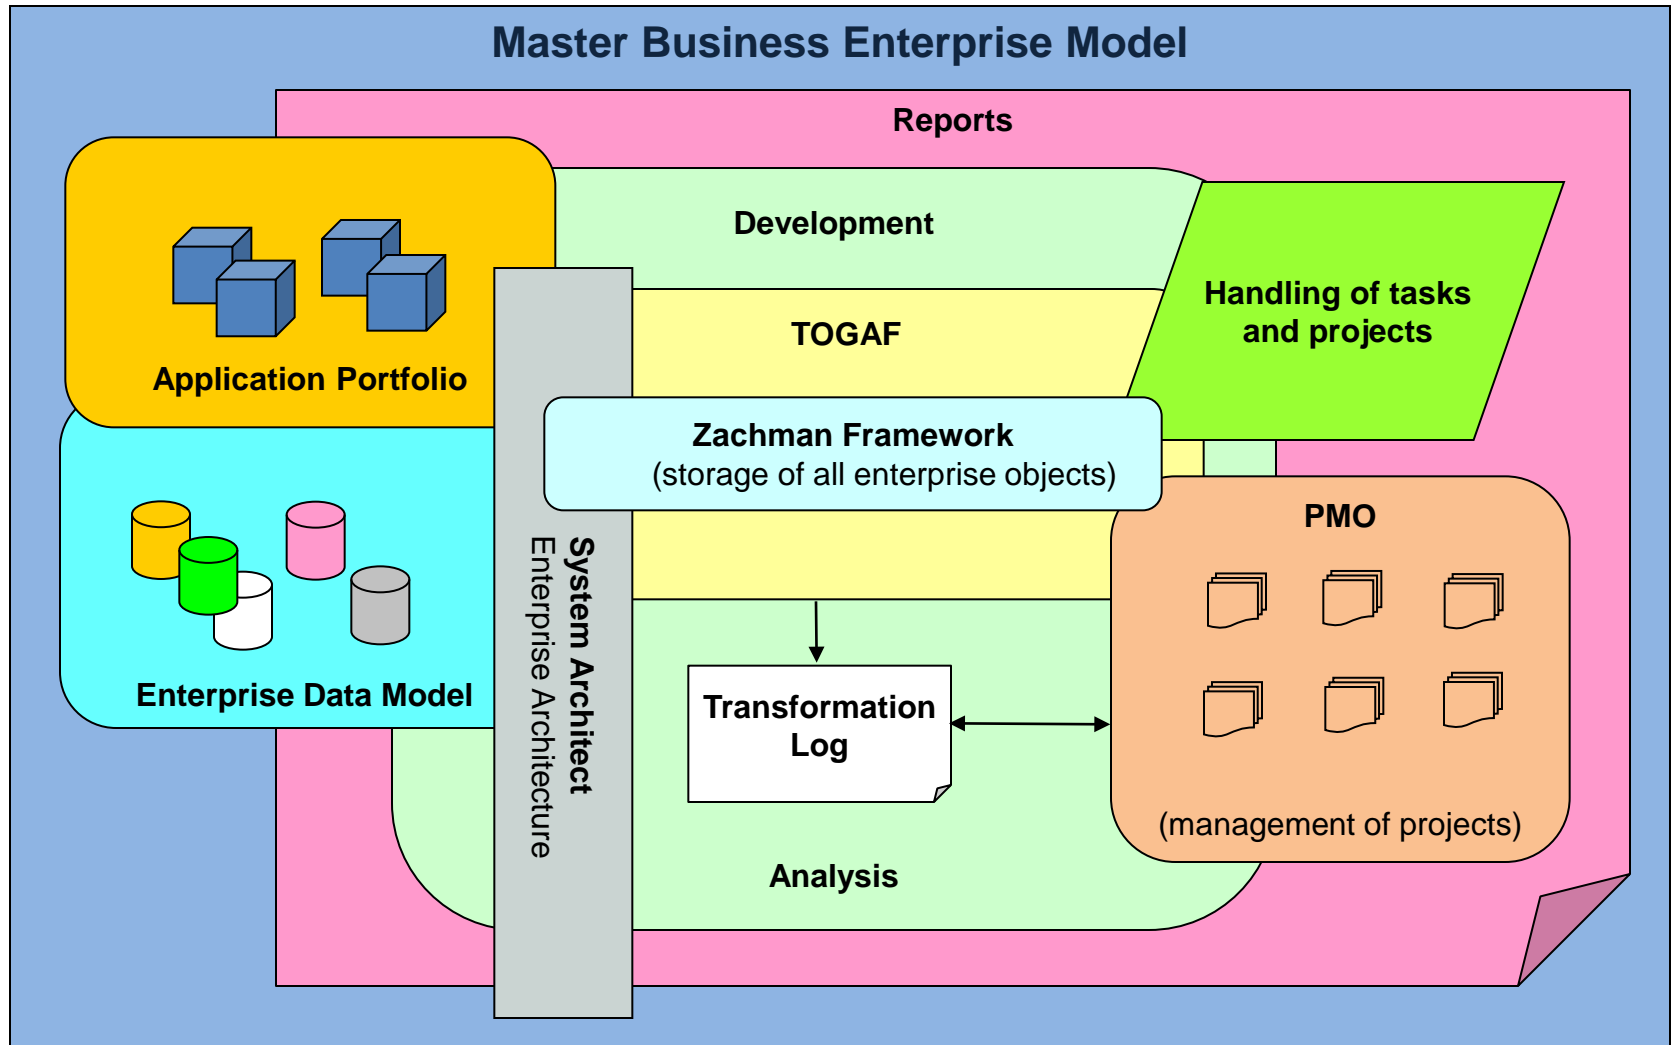 Master Business Enterprise Model
Reports
Development
Handling of tasks
and projects
TOGAF
Application Portfolio
Zachman Framework
(storage of all enterprise objects)
PMO
System Architect
Enterprise Architecture
Enterprise Data Model
Transformation
Log
(management of projects)
Analysis